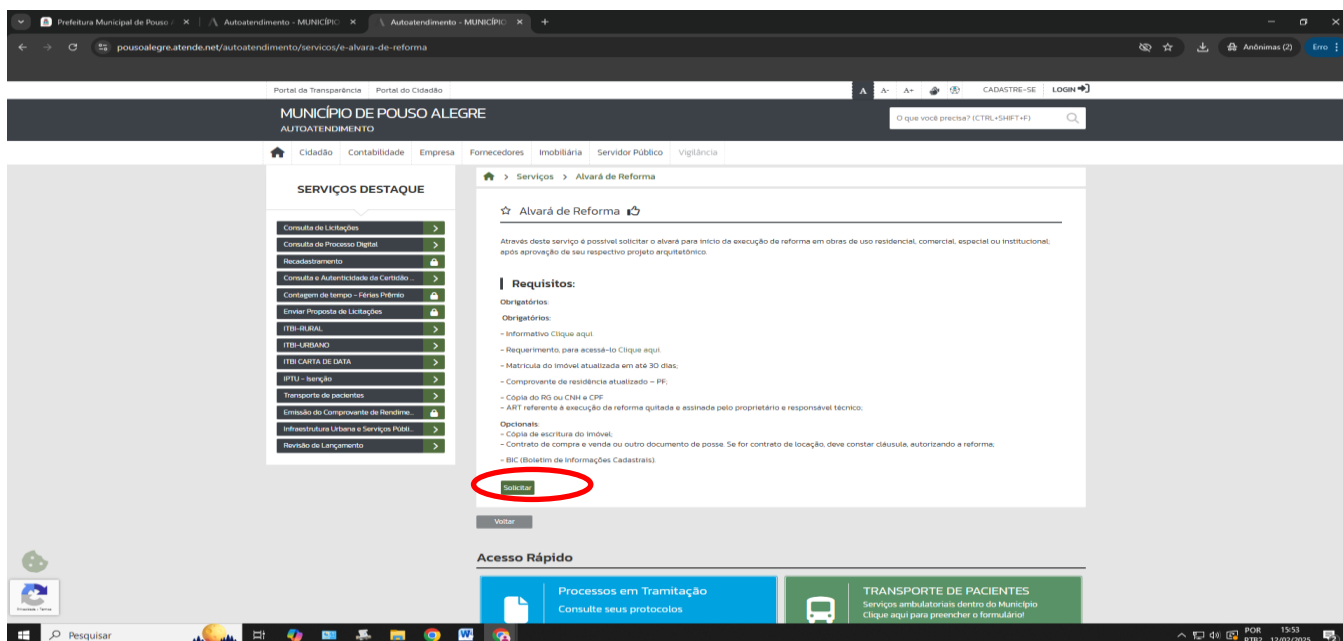 Prefeitura Municipal de Pouso A
Autoatendimento - MUNICÍPIO
Autoatendimento - MUNICÍPIO
pousoalegre.atende.net/autoatendimento/servicos/e-alvara-de-reforma
Anônimas (2)
Erro
Portal da Transparência Portal do Cidadão
A A- A+ CADASTRE-SE LOGIN
MUNICÍPIO DE POUSO ALEGRE
AUTOATENDIMENTO
O que você precisa? (CTRL+SHIFT+F)
Cidadão Contabilidade Empresa Fornecedores Imobiliária Servidor Público Vigilância
SERVIÇOS DESTAQUE
Consulta de Licitações
Consulta de Processo Digital
Recadastramento
Consulta e Autenticidade da Certidão ...
Contagem de tempo - Férias Prêmio
Enviar Proposta de Licitações
ITBI-RURAL
ITBI-URBANO
ITBI CARTA DE DATA
IPTU - Isenção
Transporte de pacientes
Emissão do Comprovante de Rendime...
Infraestrutura Urbana e Serviços Públi...
Revisão de Lançamento
> Serviços > Alvará de Reforma
Alvará de Reforma
Através deste serviço é possível solicitar o alvará para início da execução de reforma em obras de uso residencial, comercial, especial ou institucional,
após aprovação de seu respectivo projeto arquitetônico.
Requisitos:
Obrigatórios:
Obrigatórios:
- Informativo Clique aqui.
- Requerimento, para acessá-lo Clique aqui.
- Matrícula do imóvel atualizada em até 30 dias;
- Comprovante de residência atualizado – PF;
- Cópia do RG ou CNH e CPF
- ART referente à execução da reforma quitada e assinada pelo proprietário e responsável técnico;
Opcionais:
- Cópia de escritura do imóvel;
- Contrato de compra e venda ou outro documento de posse. Se for contrato de locação, deve constar cláusula, autorizando a reforma;
- BIC (Boletim de Informações Cadastrais).
Solicitar
Voltar
Acesso Rápido
Processos em Tramitação
Consulte seus protocolos
TRANSPORTE DE PACIENTES
Serviços ambulatoriais dentro do Município
Clique aqui para preencher o formulário!
Privacidade - Termos
Pesquisar
POR
PTB2
15:53
12/02/2025